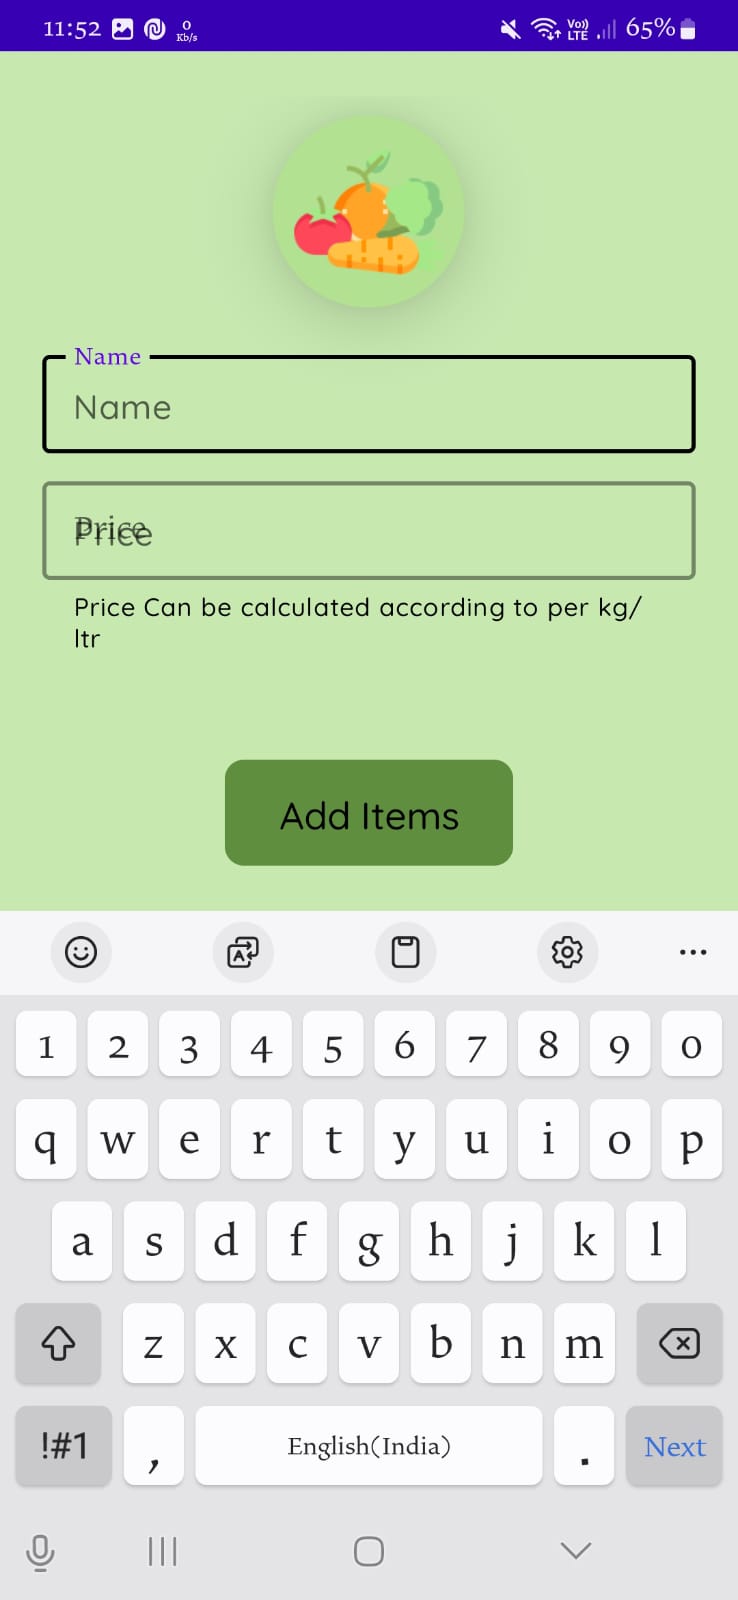 11:52 0 Kb/s Vo)) LTE 65%
Name
Name
Price
Price
Price Can be calculated according to per kg/
ltr
Add Items
1 2 3 4 5 6 7 8 9 0
q w e r t y u i o p
a s d f g h j k l
z x c v b n m
!#1 , English(India) . Next